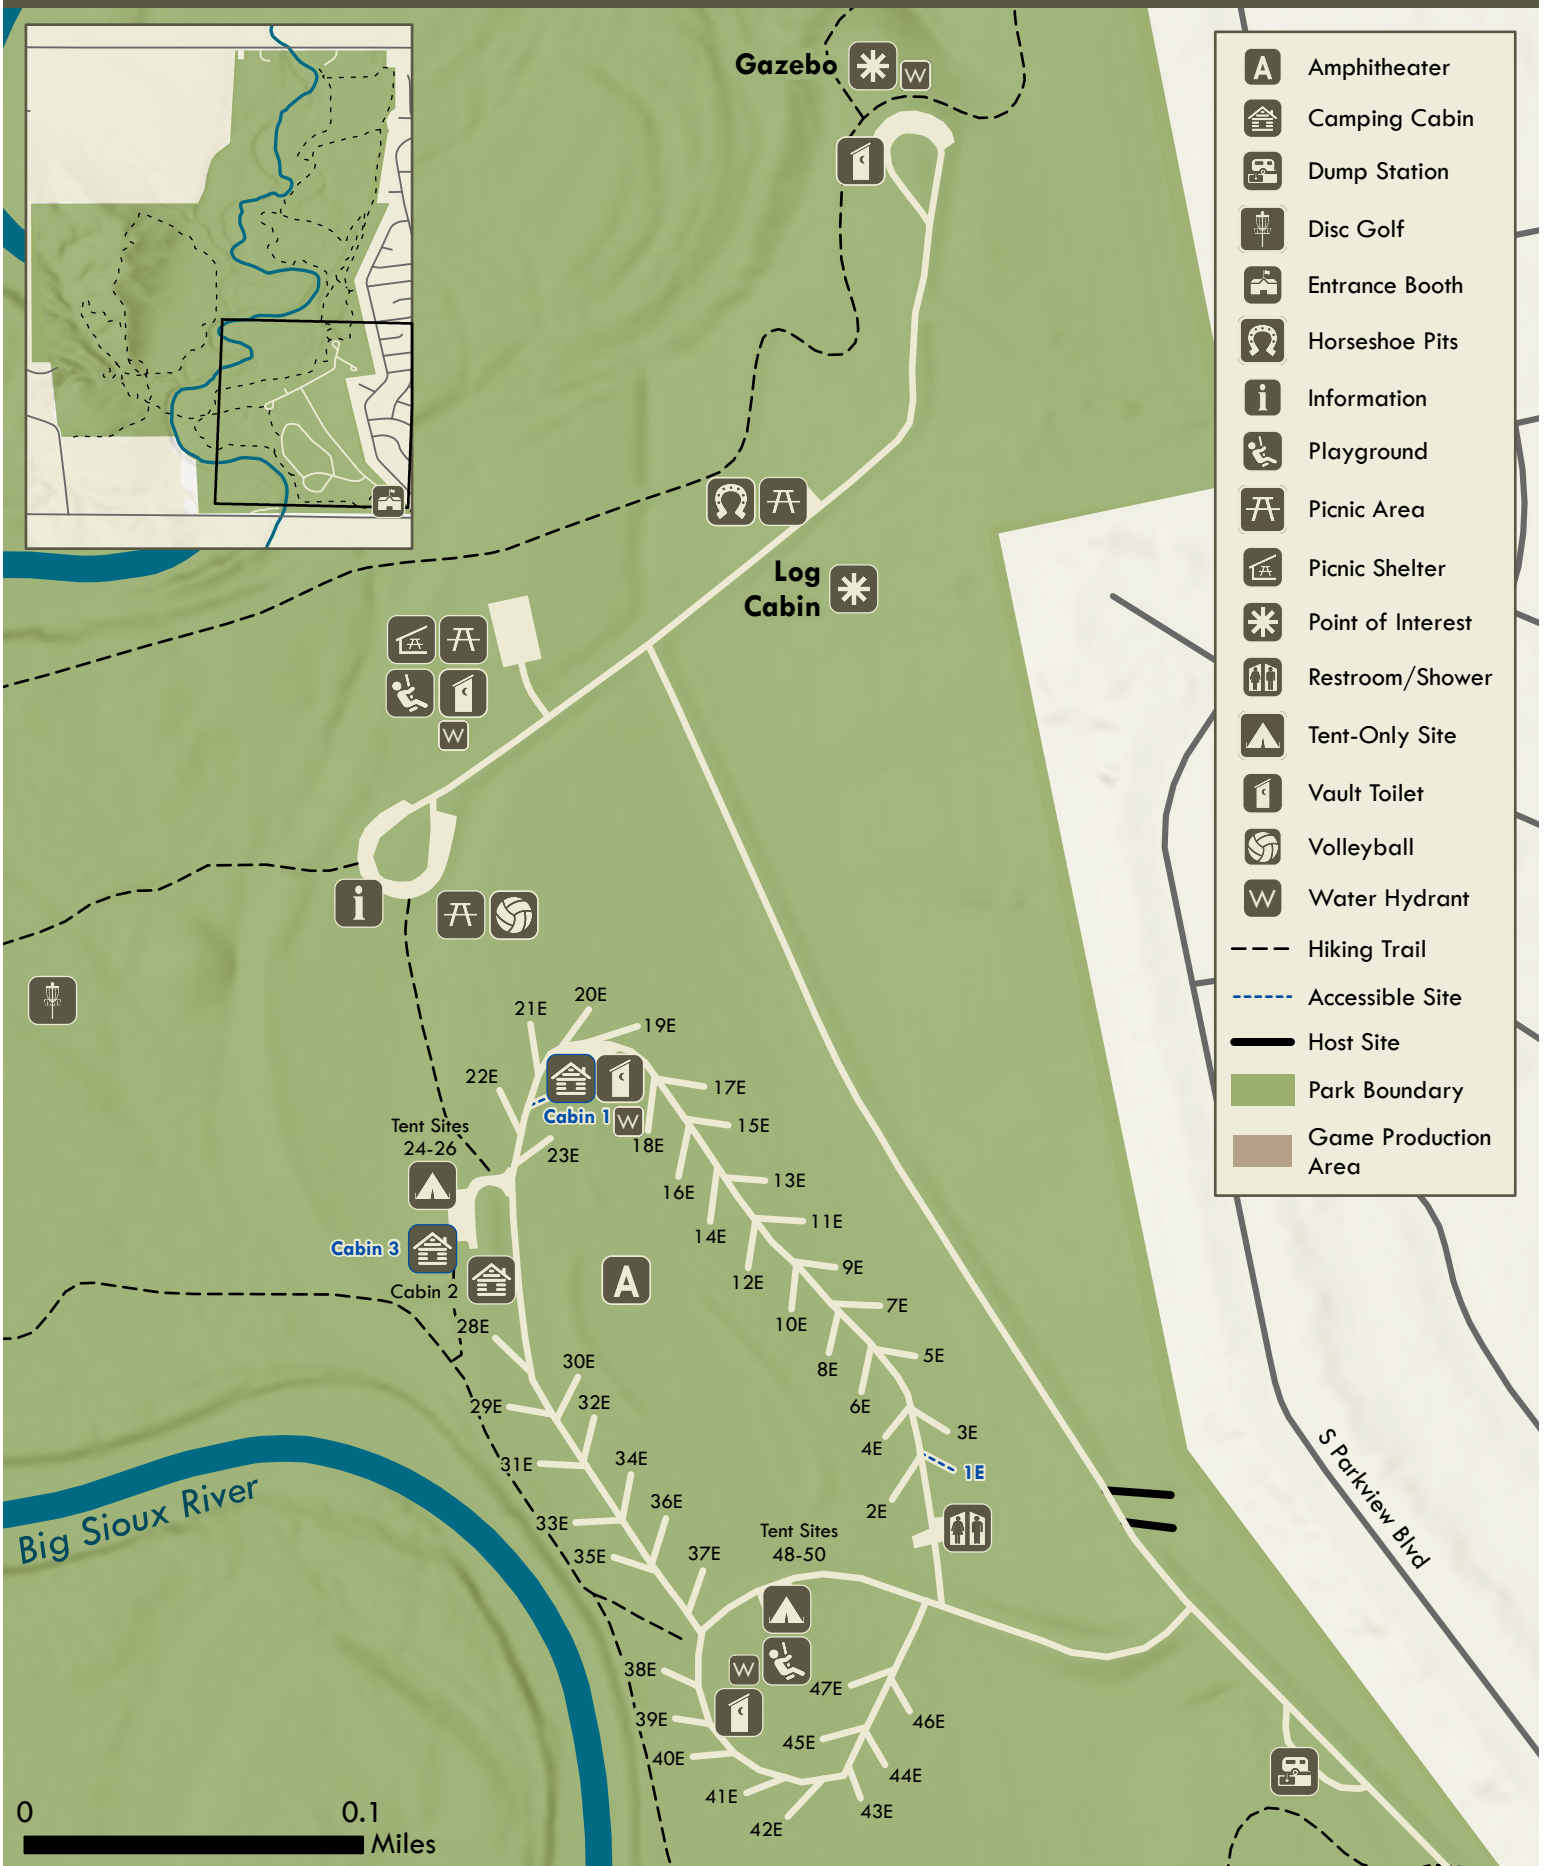 Gazebo
W
Log
Cabin
W
i
20E
21E
19E
22E
17E
Cabin 1
W
15E
Tent Sites
24-26
18E
23E
13E
16E
11E
14E
Cabin 3
9E
12E
A
Cabin 2
7E
10E
28E
5E
30E
8E
32E
29E
6E
3E
4E
34E
31E
1E
36E
2E
33E
Tent Sites
48-50
37E
35E
Big Sioux River
S Parkview Blvd
38E
W
47E
39E
46E
45E
40E
44E
41E
43E
42E
0
0.1
Miles
A
Amphitheater
Camping Cabin
Dump Station
Disc Golf
Entrance Booth
Horseshoe Pits
i
Information
Playground
Picnic Area
Picnic Shelter
Point of Interest
Restroom/Shower
Tent-Only Site
Vault Toilet
Volleyball
W
Water Hydrant
Hiking Trail
Accessible Site
Host Site
Park Boundary
Game Production
Area